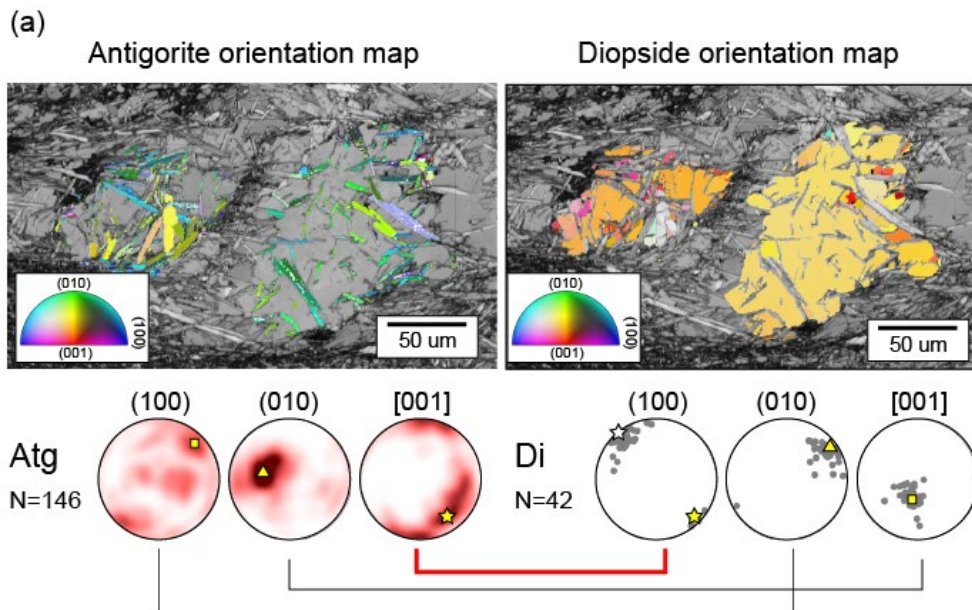 (a)
Antigorite orientation map
Diopside orientation map
(010)
(100)
(001)
50 um
(010)
(100)
(001)
50 um
(100) (010) [001]
(100) (010) [001]
Atg
N=146
Di
N=42